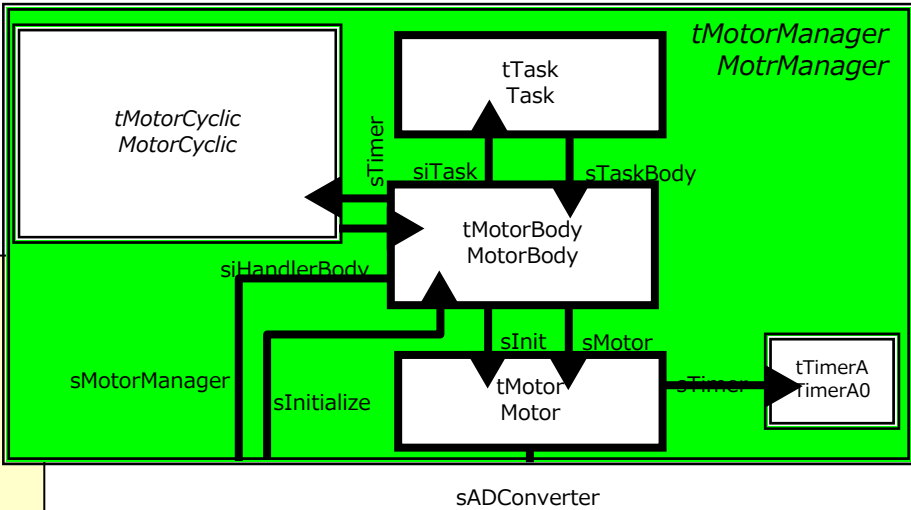 tMotorManager
MotrManager
tTask
Task
tMotorCyclic
MotorCyclic
sTimer
siTask
sTaskBody
tMotorBody
MotorBody
siHandlerBody
sInit
sMotor
sMotorManager
sInitialize
tMotor
Motor
sTimer
tTimerA
TimerA0
sADConverter